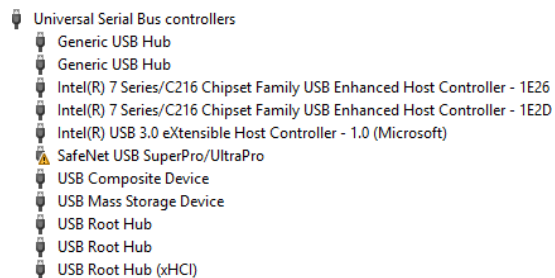 Universal Serial Bus controllers
Generic USB Hub
Generic USB Hub
Intel(R) 7 Series/C216 Chipset Family USB Enhanced Host Controller - 1E26
Intel(R) 7 Series/C216 Chipset Family USB Enhanced Host Controller - 1E2D
Intel(R) USB 3.0 eXtensible Host Controller - 1.0 (Microsoft)
SafeNet USB SuperPro/UltraPro
USB Composite Device
USB Mass Storage Device
USB Root Hub
USB Root Hub
USB Root Hub (xHCI)